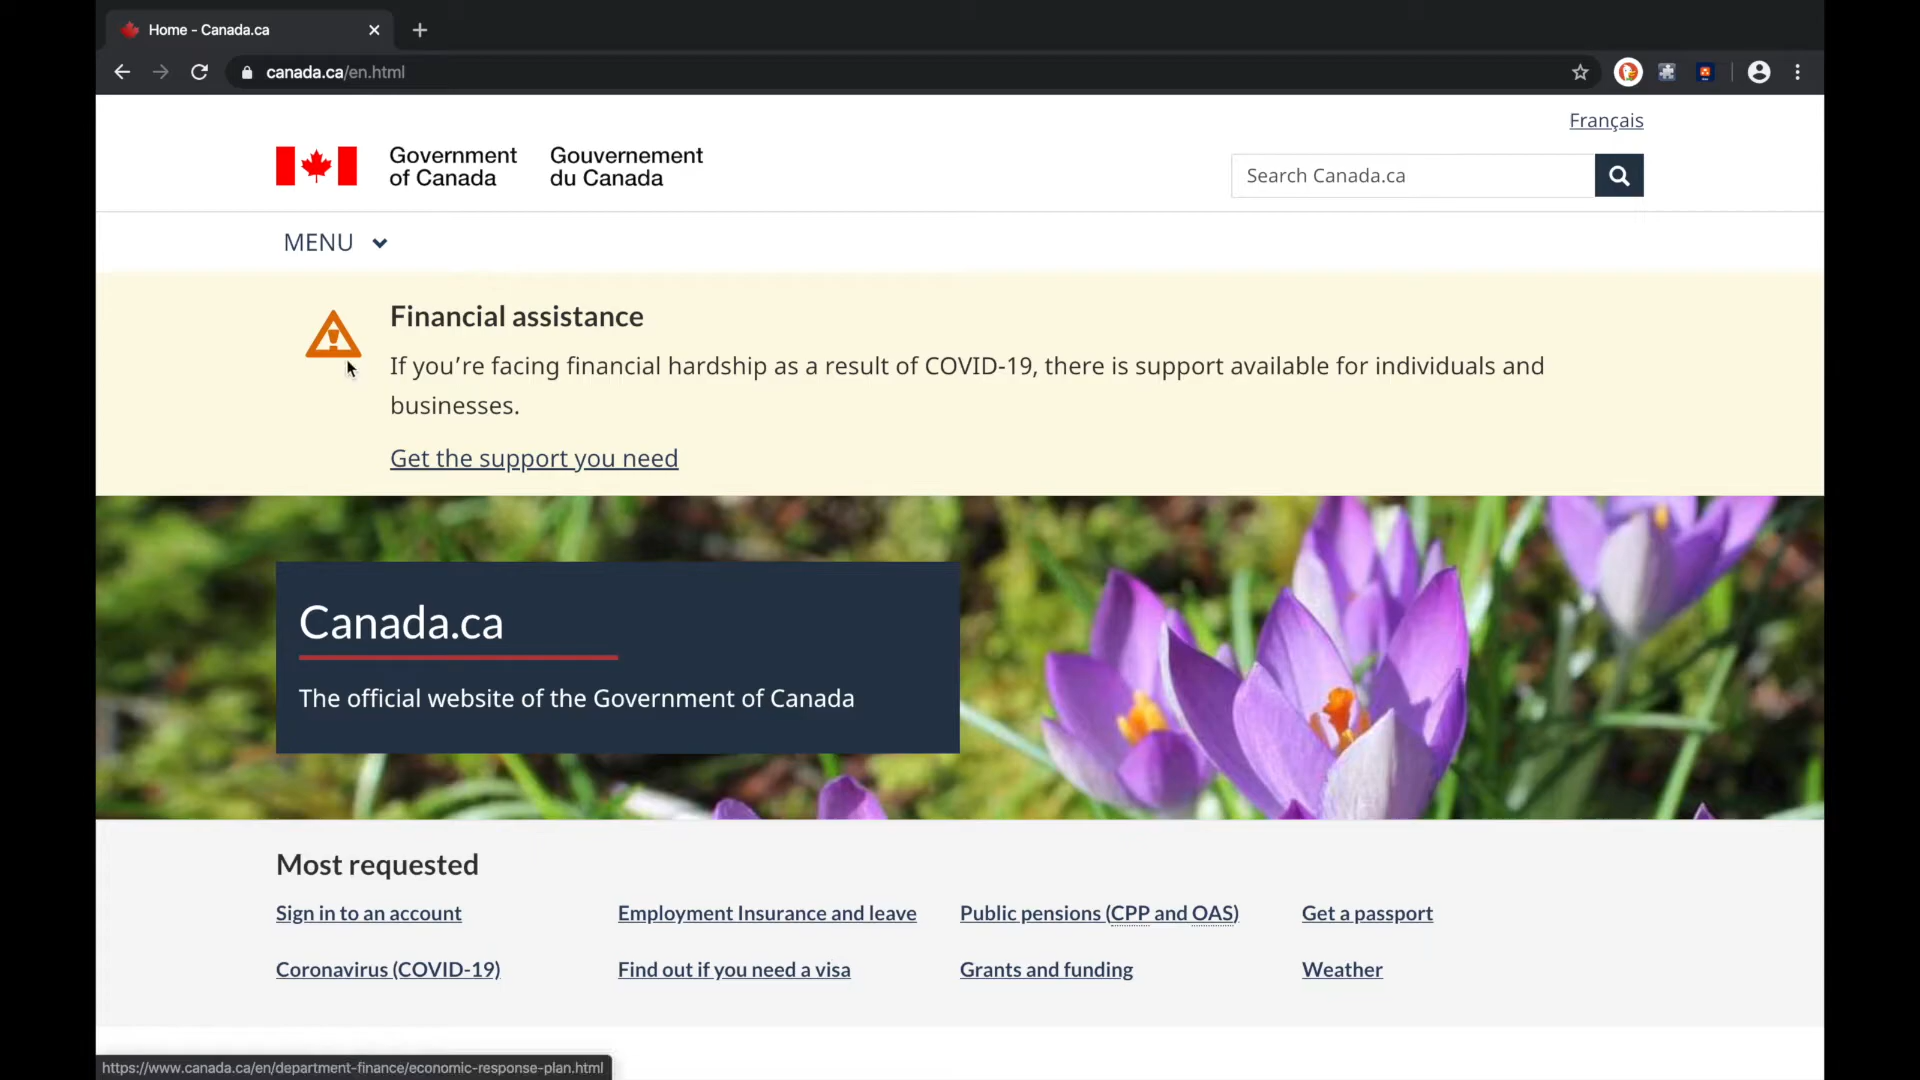 Home - Canada.ca
canada.ca/en.html
Français
Government of Canada
Gouvernement du Canada
Search Canada.ca
MENU
Financial assistance
If you’re facing financial hardship as a result of COVID-19, there is support available for individuals and
businesses.
Get the support you need
Canada.ca
The official website of the Government of Canada
Most requested
Sign in to an account
Employment Insurance and leave
Public pensions (CPP and OAS)
Get a passport
Coronavirus (COVID-19)
Find out if you need a visa
Grants and funding
Weather
https://www.canada.ca/en/department-finance/economic-response-plan.html